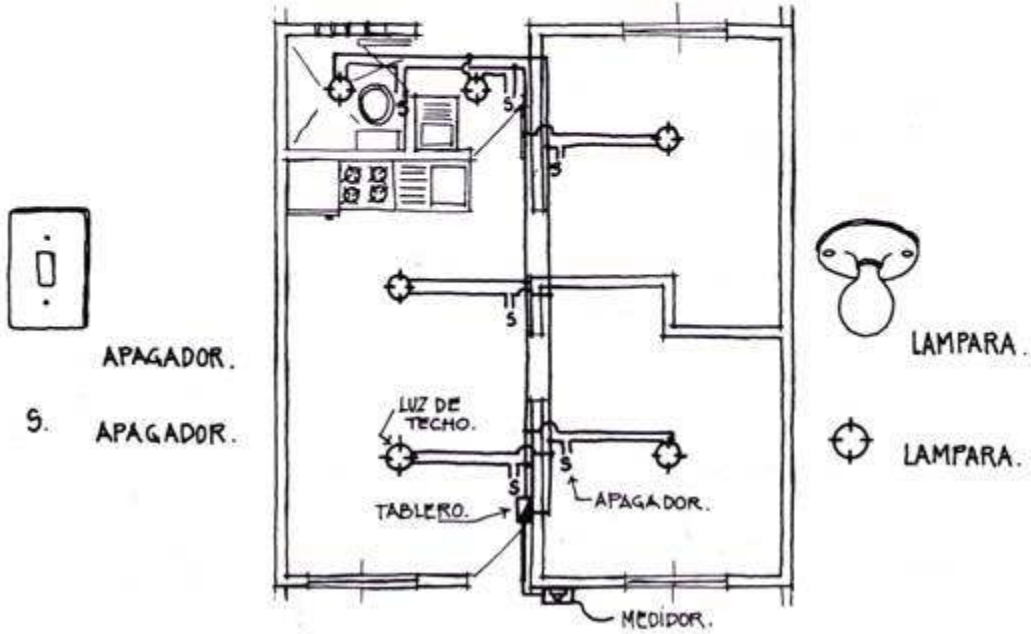 S
S
S
S
APAGADOR.
LAMPARA.
S. APAGADOR.
LUZ DE
TECHO.
LAMPARA.
S
S
TABLERO.
APAGADOR.
MEDIDOR.